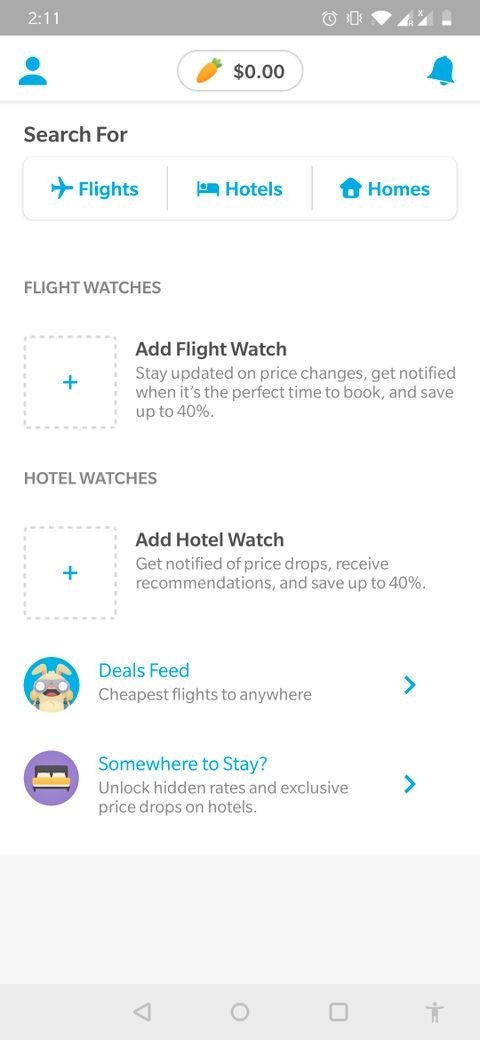 2:11
$0.00
Search For
Flights
Hotels
Homes
FLIGHT WATCHES
Add Flight Watch
Stay updated on price changes, get notified
when it's the perfect time to book, and save
up to 40%.
HOTEL WATCHES
Add Hotel Watch
Get notified of price drops, receive
recommendations, and save up to 40%.
Deals Feed
Cheapest flights to anywhere
Somewhere to Stay?
Unlock hidden rates and exclusive
price drops on hotels.